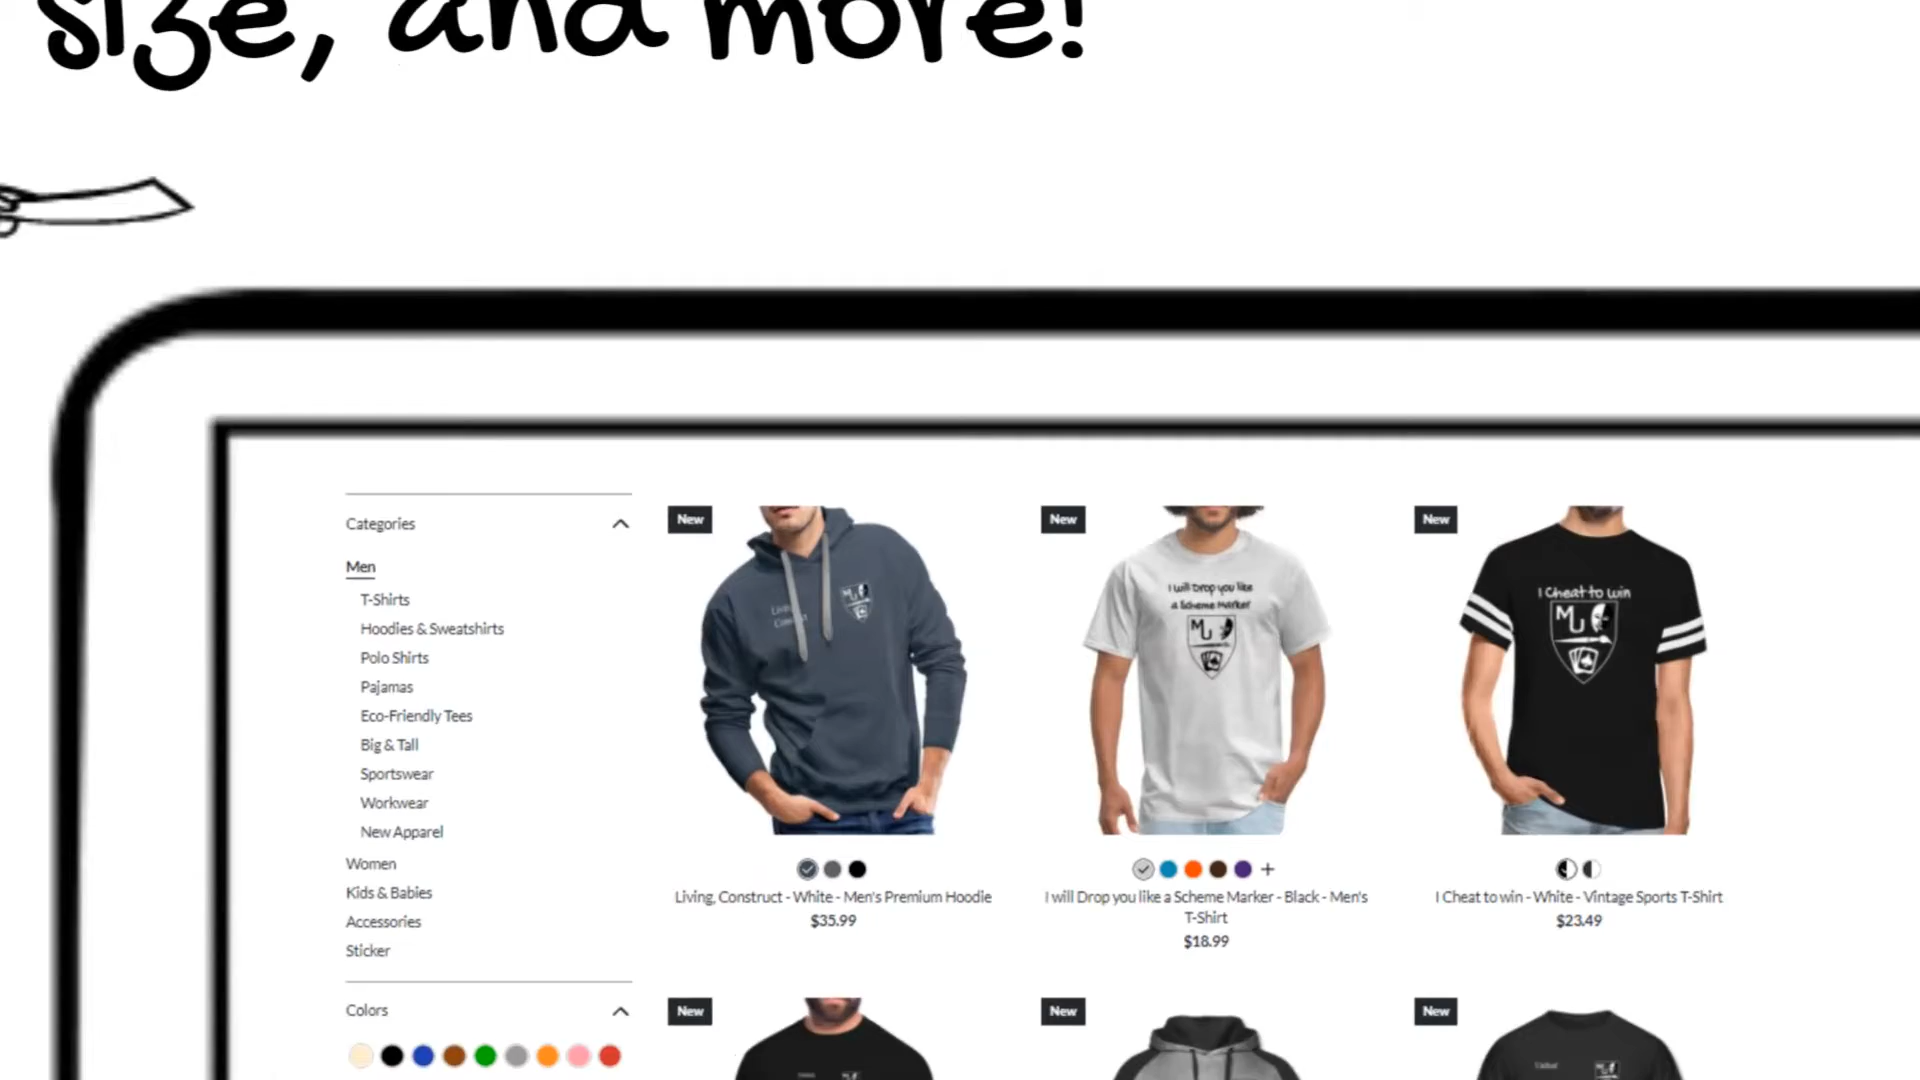 size, and more!
Categories
Men
T-Shirts
Hoodies & Sweatshirts
Polo Shirts
Pajamas
Eco-Friendly Tees
Big & Tall
Sportswear
Workwear
New Apparel
Women
Kids & Babies
Accessories
Sticker
Colors
New
MU
Living, Construct - White - Men's Premium Hoodie
$35.99
New
I will Drop you like
a Scheme Marker
MU
+
I will Drop you like a Scheme Marker - Black - Men's
T-Shirt
$18.99
New
I Cheat to win
MU
I Cheat to win - White - Vintage Sports T-Shirt
$23.49
New
New
New